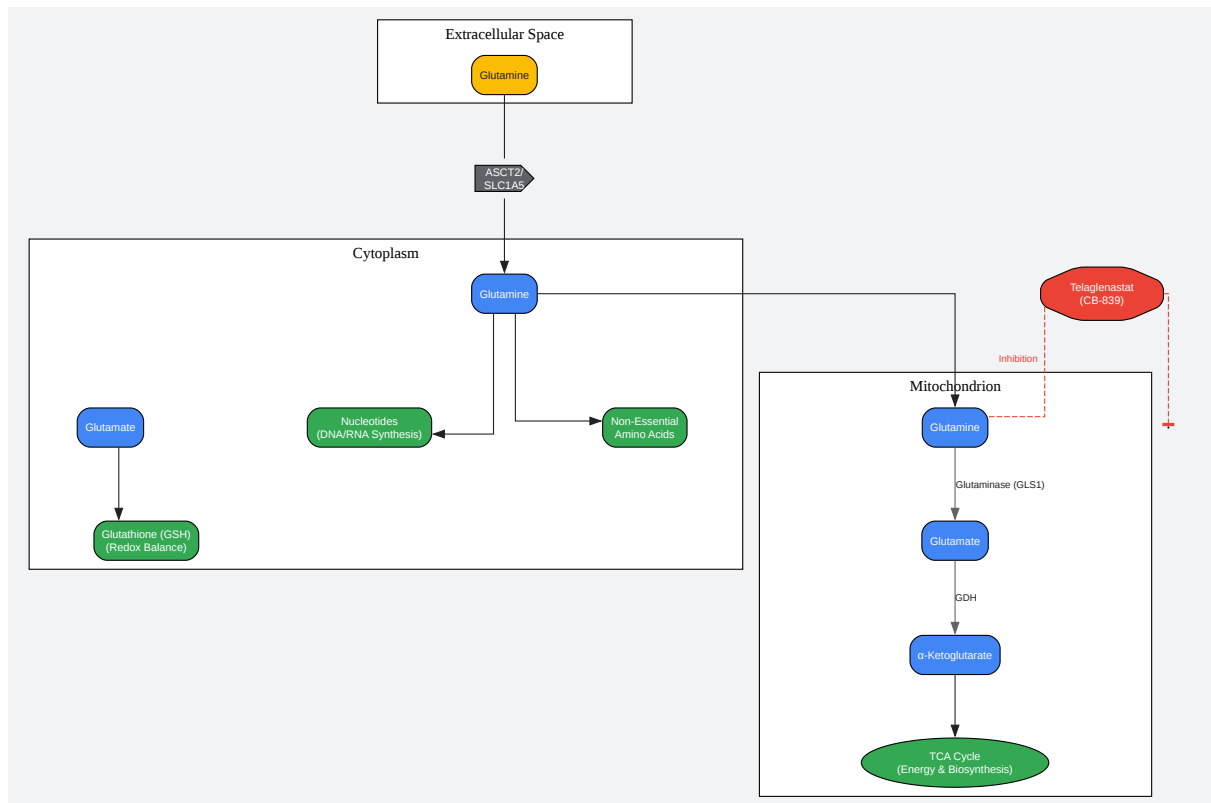 Extracellular Space
Glutamine
ASCT2/
SLC1A5
Cytoplasm
Glutamine
Telaglenastat
(CB-839)
Inhibition
Mitochondrion
Glutamate
Nucleotides
(DNA/RNA Synthesis)
Non-Essential
Amino Acids
Glutamine
Glutaminase (GLS1)
Glutathione (GSH)
(Redox Balance)
Glutamate
GDH
α-Ketoglutarate
TCA Cycle
(Energy & Biosynthesis)